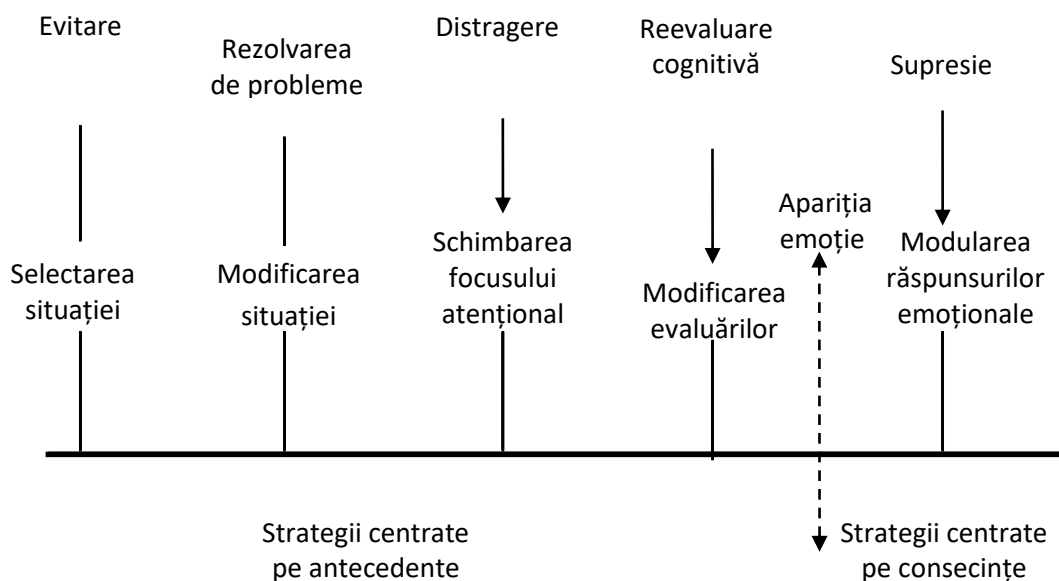 Evitare
Rezolvarea
de probleme
Distragere
Reevaluare
cognitivă
Supresie
Selectarea
situației
Modificarea
situației
Schimbarea
focusului
atențional
Modificarea
evaluărilor
Apariția
emoție
Modularea
răspunsurilor
emoționale
Strategii centrate
pe antecedente
Strategii centrate
pe consecințe